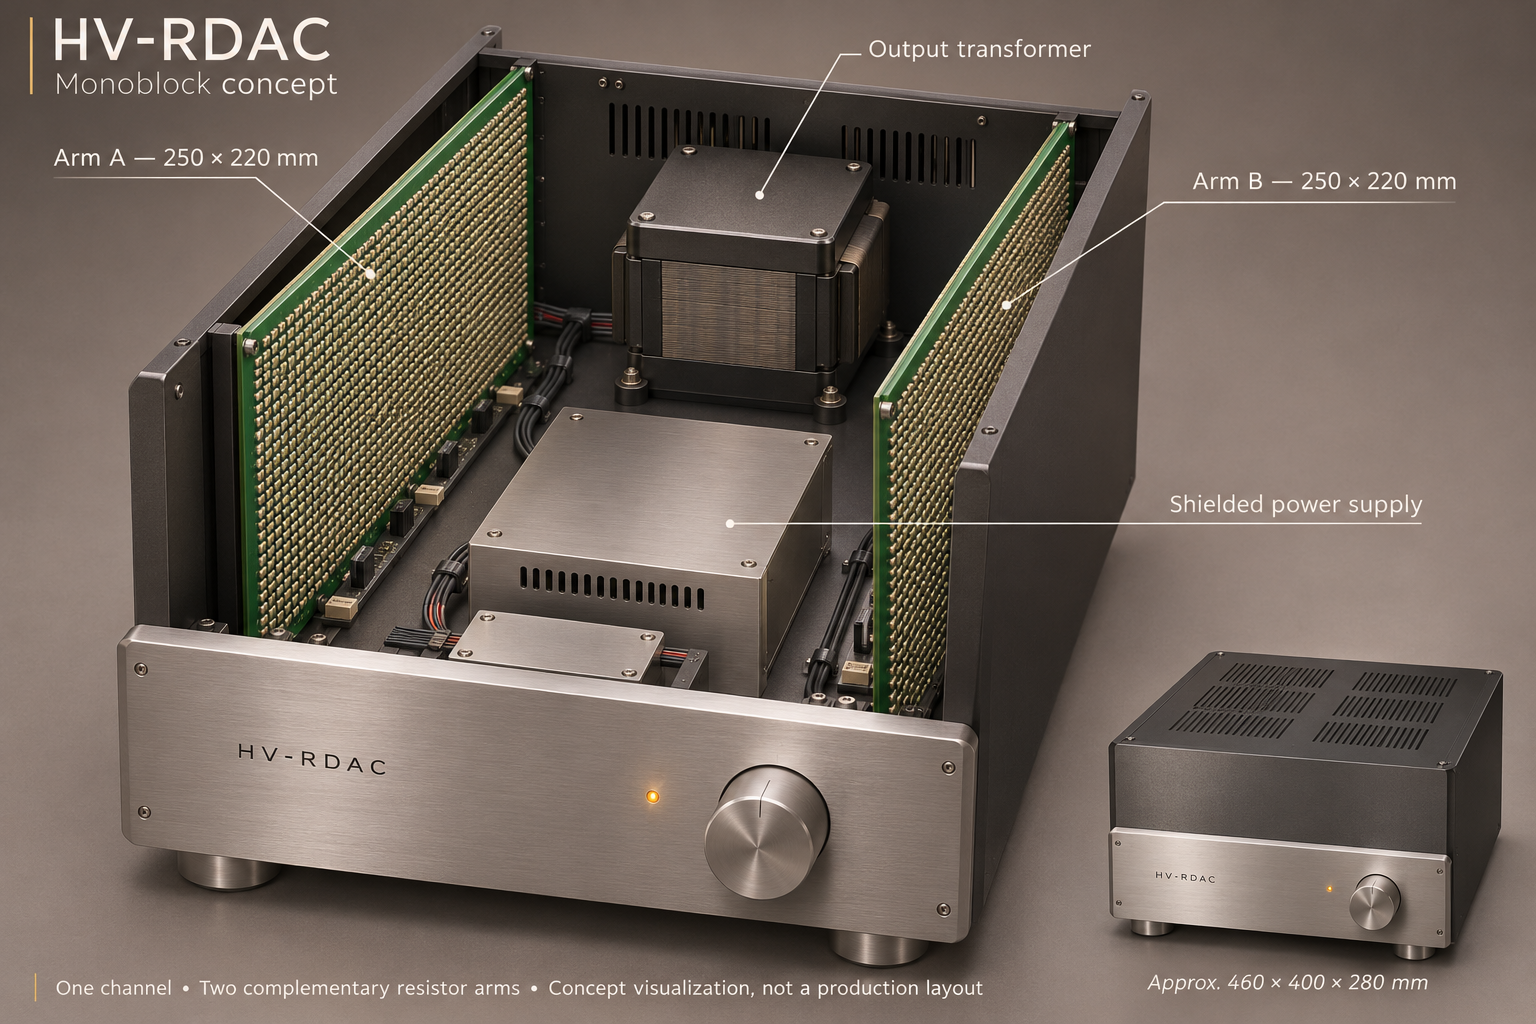 HV-RDAC
Monoblock concept
Output transformer
Arm A — 250 × 220 mm
Arm B — 250 × 220 mm
Shielded power supply
HV-RDAC
HV-RDAC
One channel • Two complementary resistor arms • Concept visualization, not a production layout
Approx. 460 × 400 × 280 mm